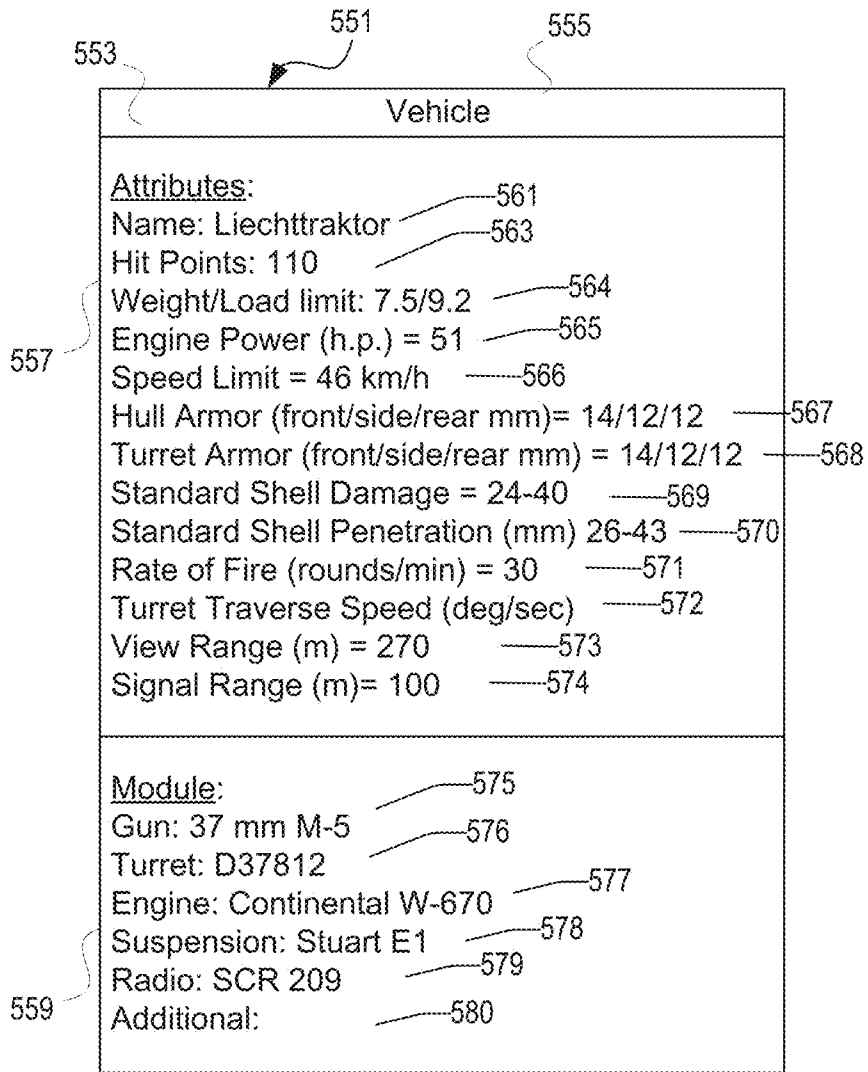 551
555
553
Vehicle
Attributes:
Name: Liechttraktor 561
Hit Points: 110 563
Weight/Load limit: 7.5/9.2 564
Engine Power (h.p.) = 51 565
557
Speed Limit = 46 km/h 566
Hull Armor (front/side/rear mm)= 14/12/12 567
Turret Armor (front/side/rear mm) = 14/12/12 568
Standard Shell Damage = 24-40 569
Standard Shell Penetration (mm) 26-43 570
Rate of Fire (rounds/min) = 30 571
Turret Traverse Speed (deg/sec) 572
View Range (m) = 270 573
Signal Range (m)= 100 574
Module: 575
Gun: 37 mm M-5
Turret: D37812 576
Engine: Continental W-670 577
Suspension: Stuart E1 578
Radio: SCR 209 579
559
Additional: 580